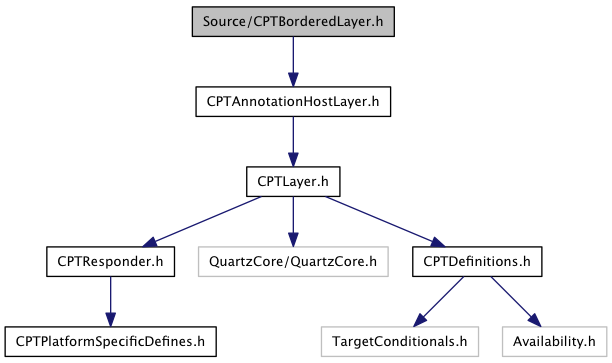 Source/CPTBorderedLayer.h
CPTAnnotationHostLayer.h
CPTLayer.h
CPTResponder.h
QuartzCore/QuartzCore.h
CPTDefinitions.h
CPTPlatformSpecificDefines.h
TargetConditionals.h
Availability.h